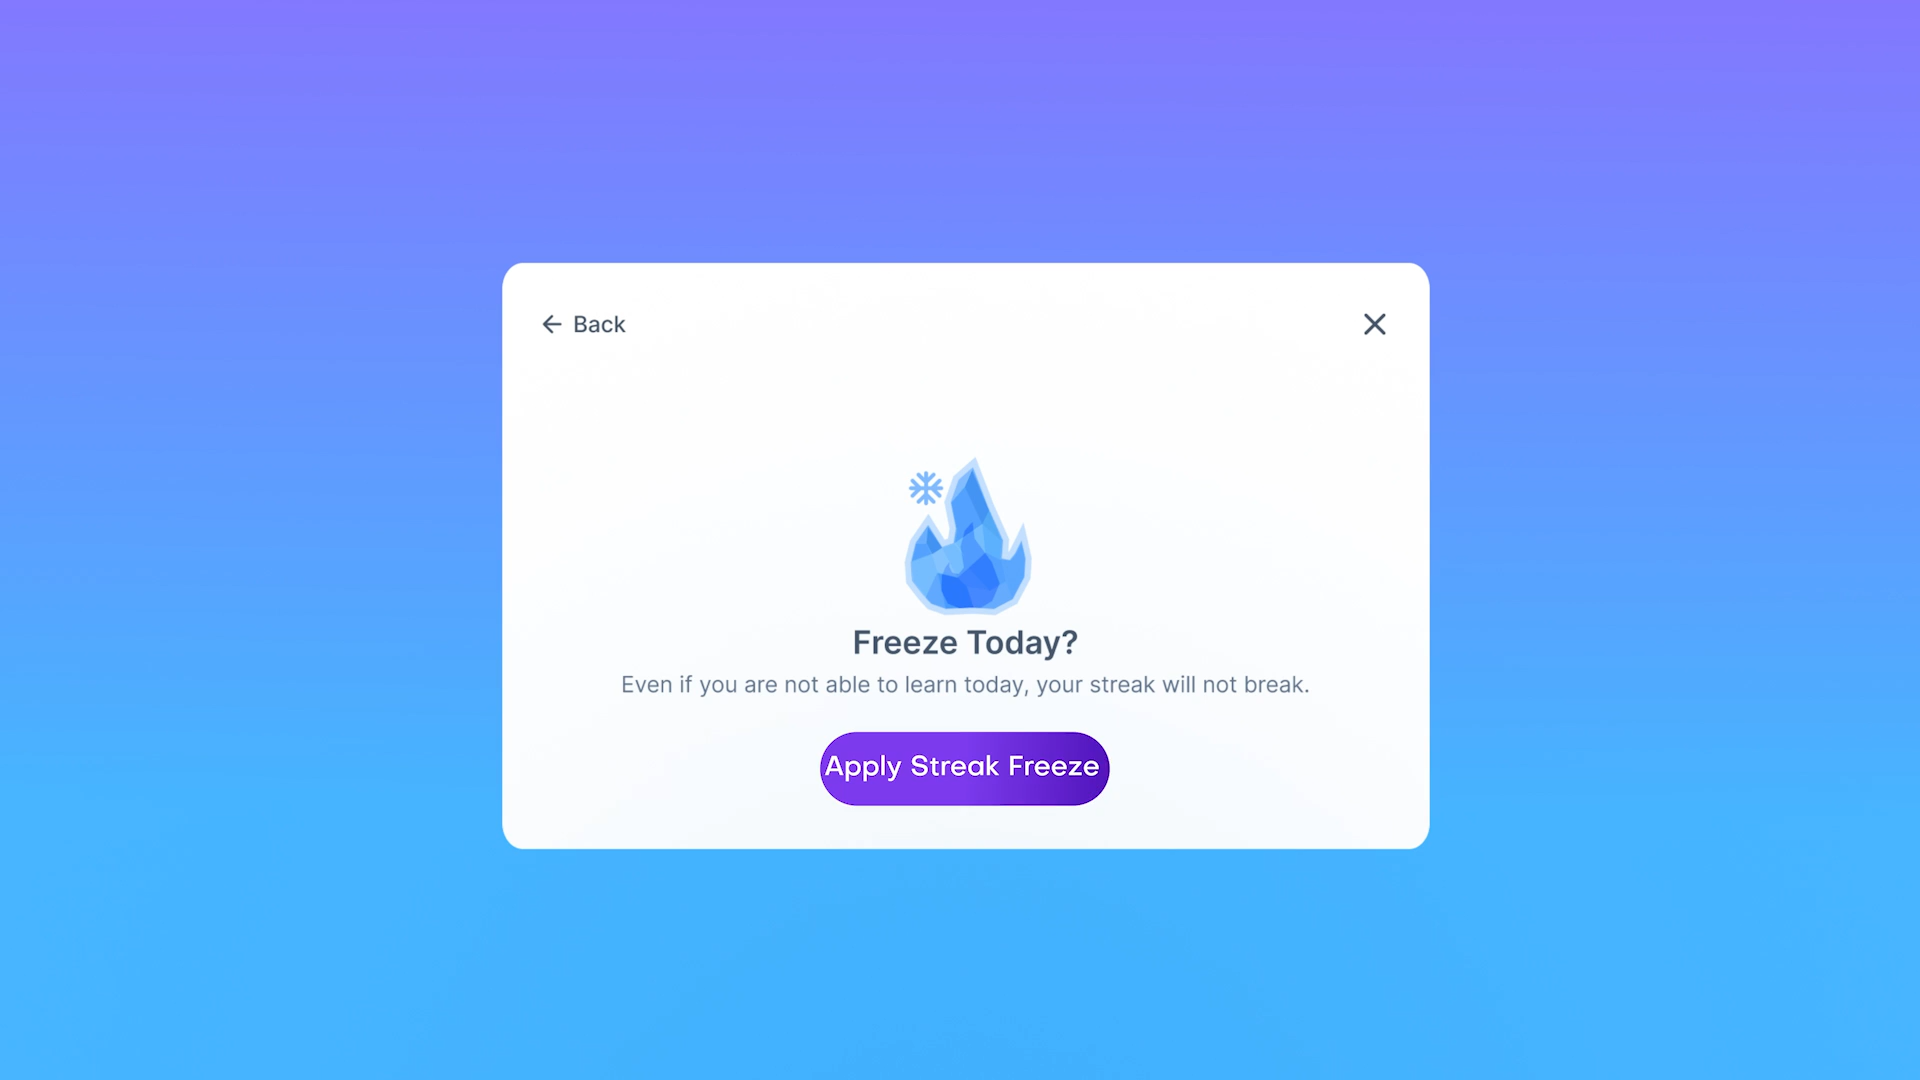 Back
Freeze Today?
Even if you are not able to learn today, your streak will not break.
Apply Streak Freeze